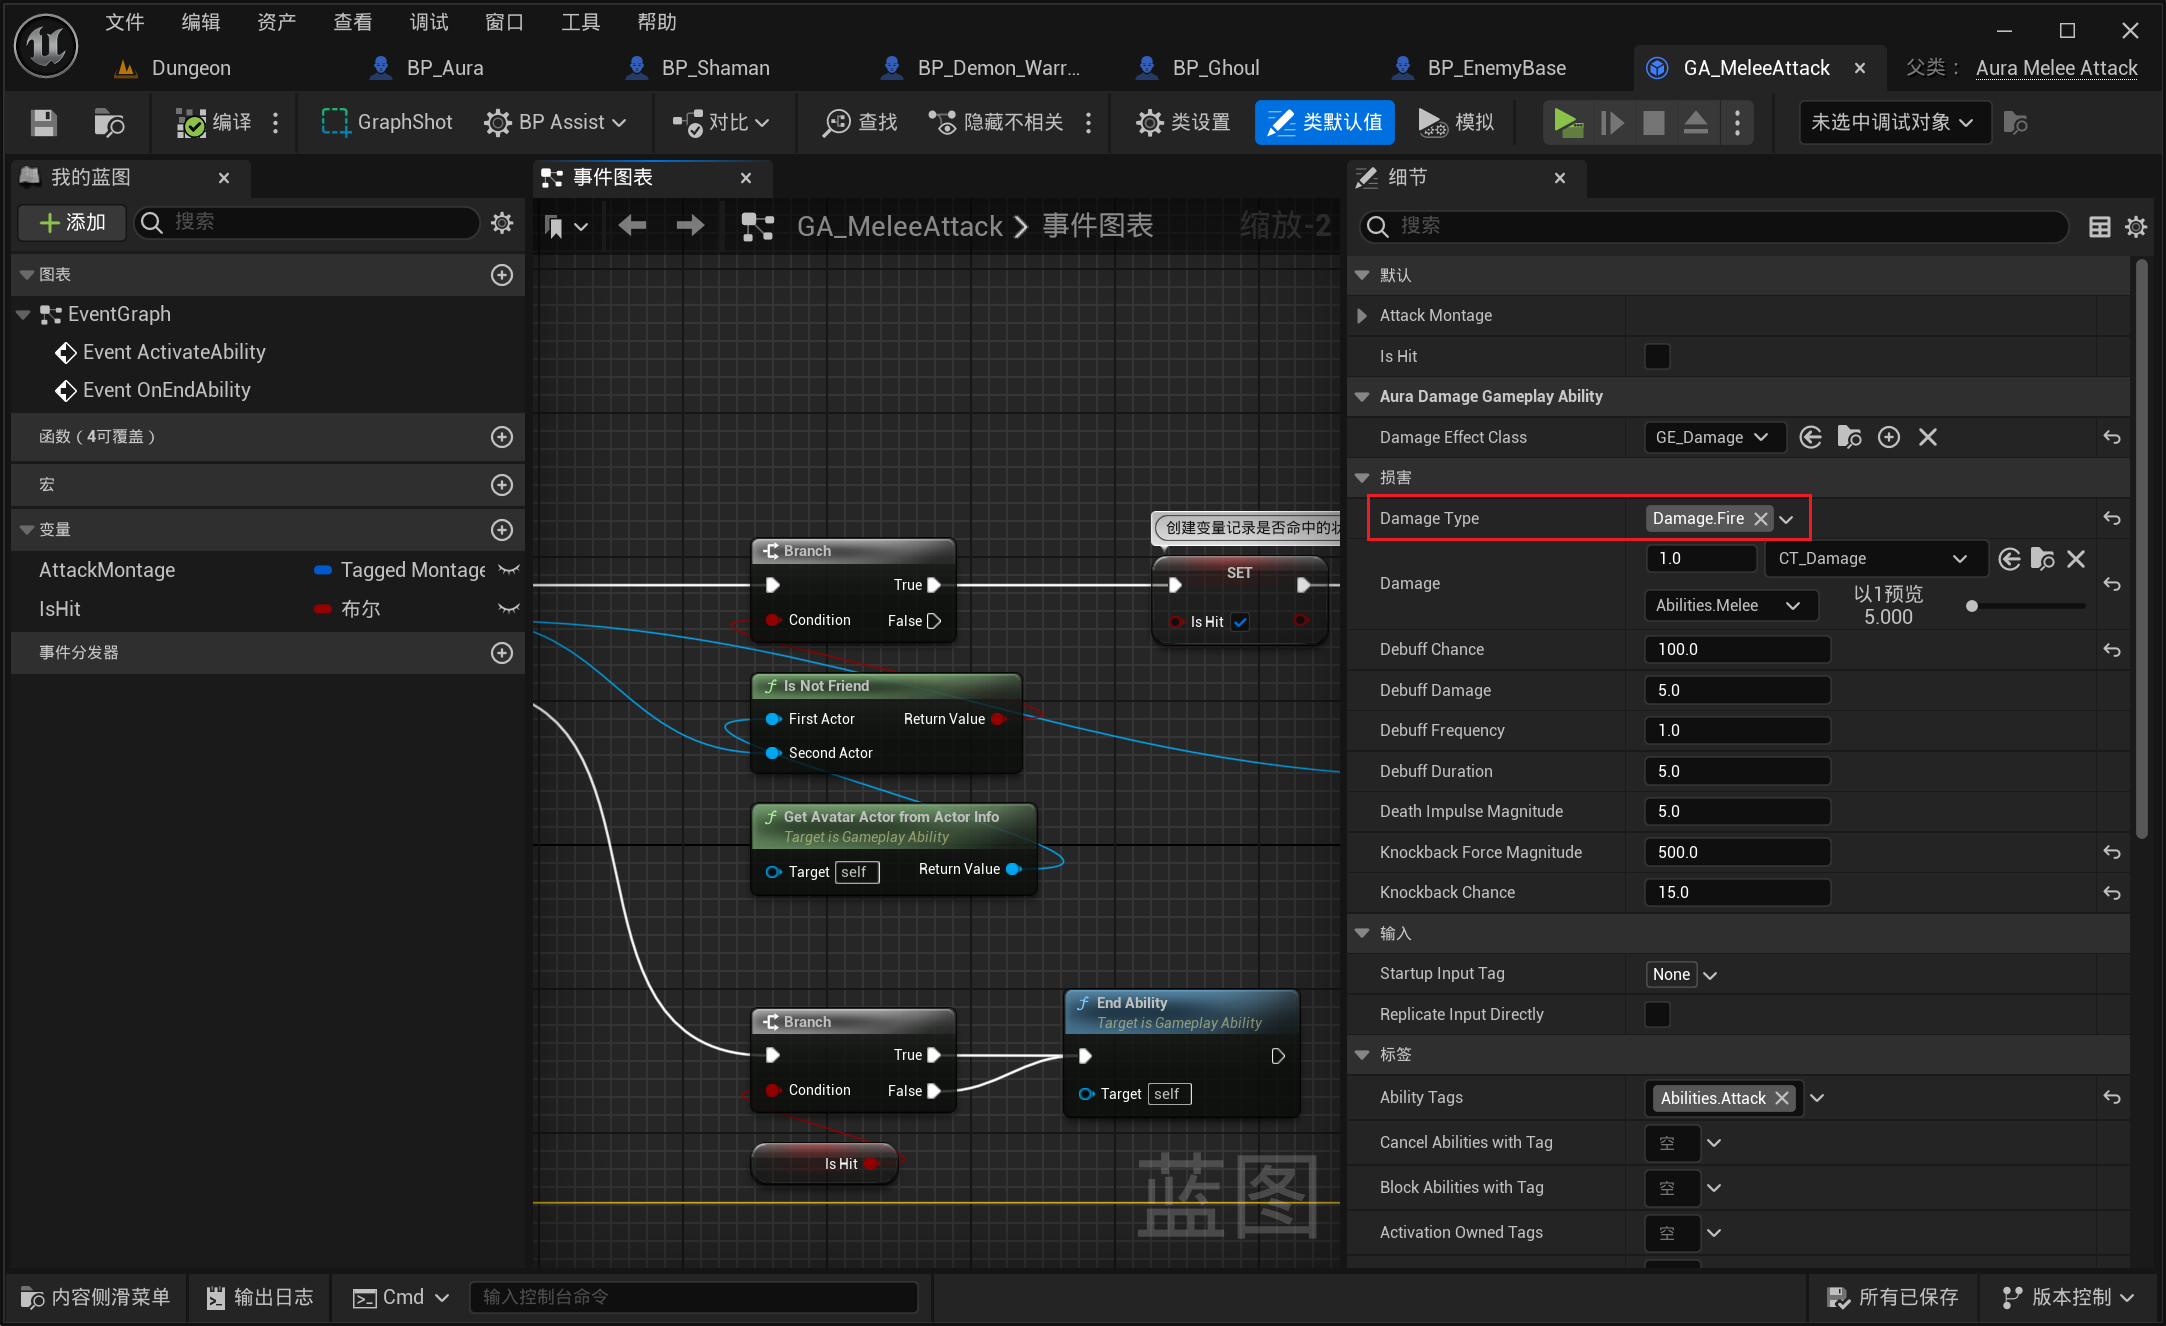 文件 编辑 资产 查看 调试 窗口 工具 帮助
Dungeon BP_Aura BP_Shaman BP_Demon_Warr... BP_Ghoul BP_EnemyBase GA_MeleeAttack 父类： Aura Melee Attack
编译 GraphShot BP Assist 对比 查找 隐藏不相关 类设置 类默认值 模拟 未选中调试对象
我的蓝图
添加 搜索
图表
EventGraph
Event ActivateAbility
Event OnEndAbility
函数（4可覆盖）
宏
变量
AttackMontage Tagged Montage
IsHit 布尔
事件分发器
事件图表
GA_MeleeAttack 事件图表 缩放-2
创建变量记录是否命中的状
Branch
True
Condition False
SET
Is Hit
Is Not Friend
First Actor Return Value
Second Actor
Get Avatar Actor from Actor Info
Target is Gameplay Ability
Target self Return Value
Branch
True
Condition False
End Ability
Target is Gameplay Ability
Target self
Is Hit
蓝图
细节
搜索
默认
Attack Montage
Is Hit
Aura Damage Gameplay Ability
Damage Effect Class GE_Damage
损害
Damage Type Damage.Fire
Damage 1.0 CT_Damage
Abilities.Melee 以1预览
5.000
Debuff Chance 100.0
Debuff Damage 5.0
Debuff Frequency 1.0
Debuff Duration 5.0
Death Impulse Magnitude 5.0
Knockback Force Magnitude 500.0
Knockback Chance 15.0
输入
Startup Input Tag None
Replicate Input Directly
标签
Ability Tags Abilities.Attack
Cancel Abilities with Tag 空
Block Abilities with Tag 空
Activation Owned Tags 空
内容侧滑菜单 输出日志 Cmd 输入控制台命令 所有已保存 版本控制